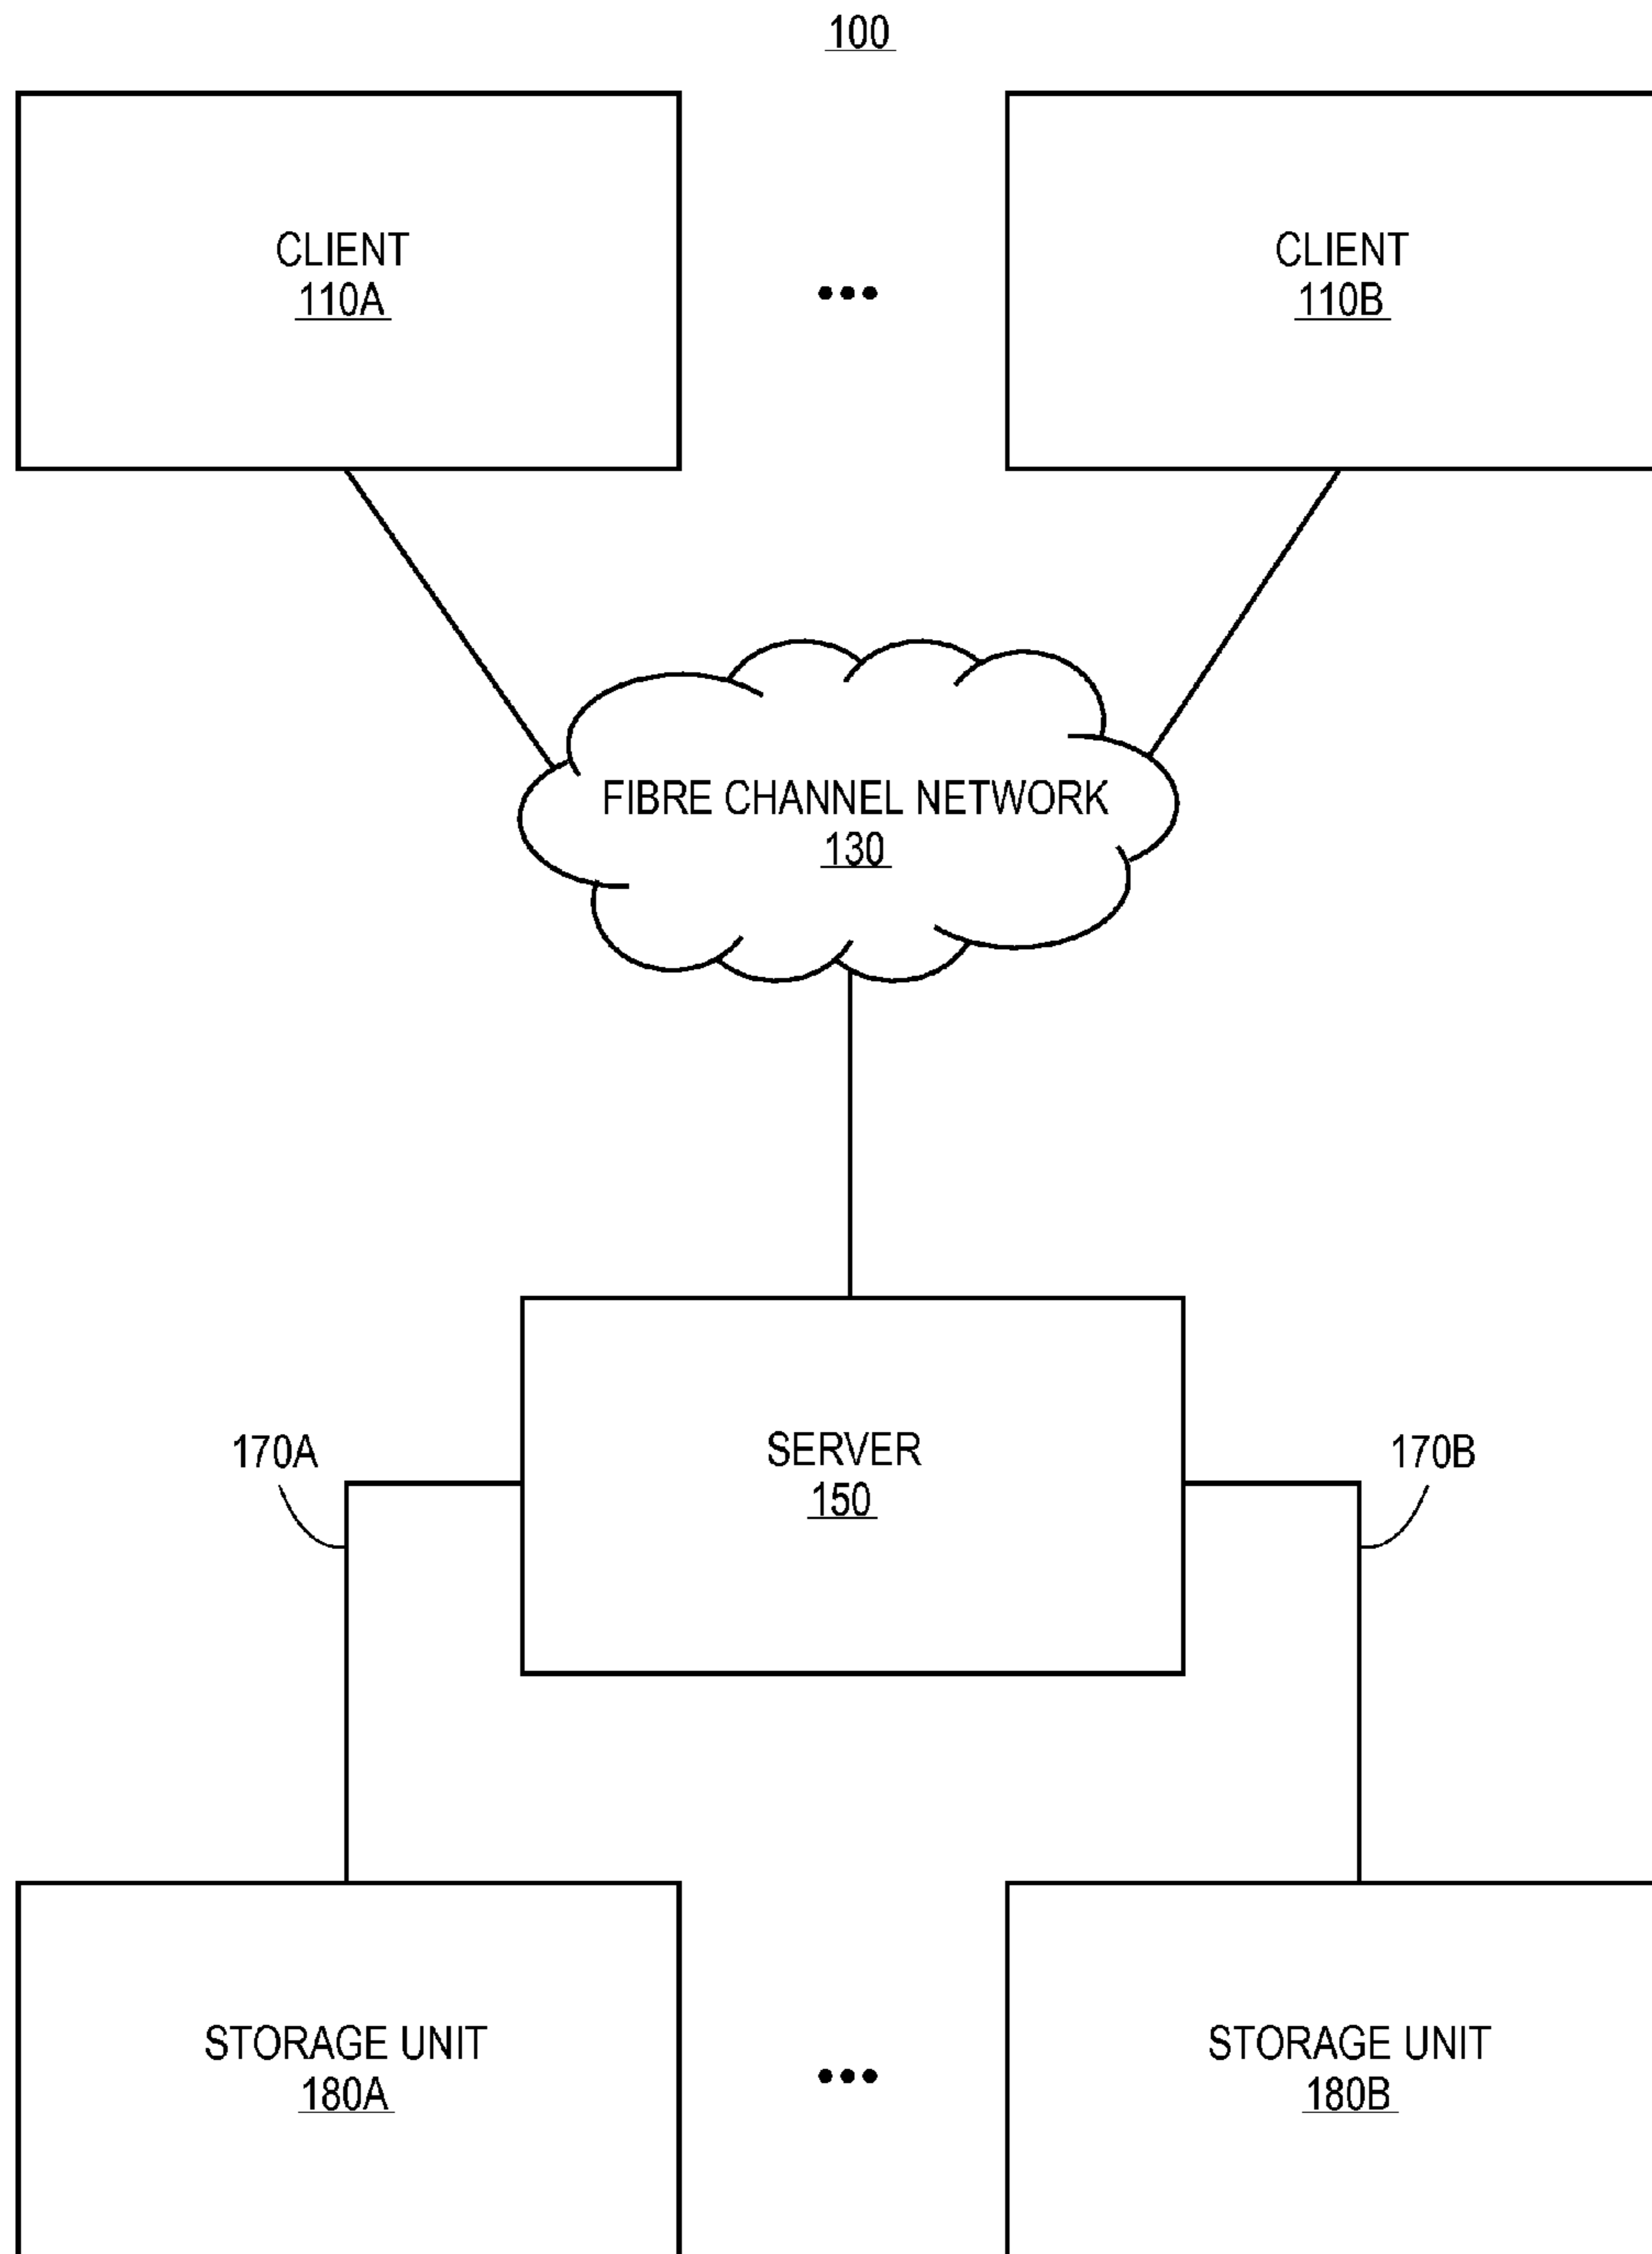 100
CLIENT
110A
•••
CLIENT
110B
FIBRE CHANNEL NETWORK
130
170A
SERVER
150
170B
STORAGE UNIT
180A
•••
STORAGE UNIT
180B